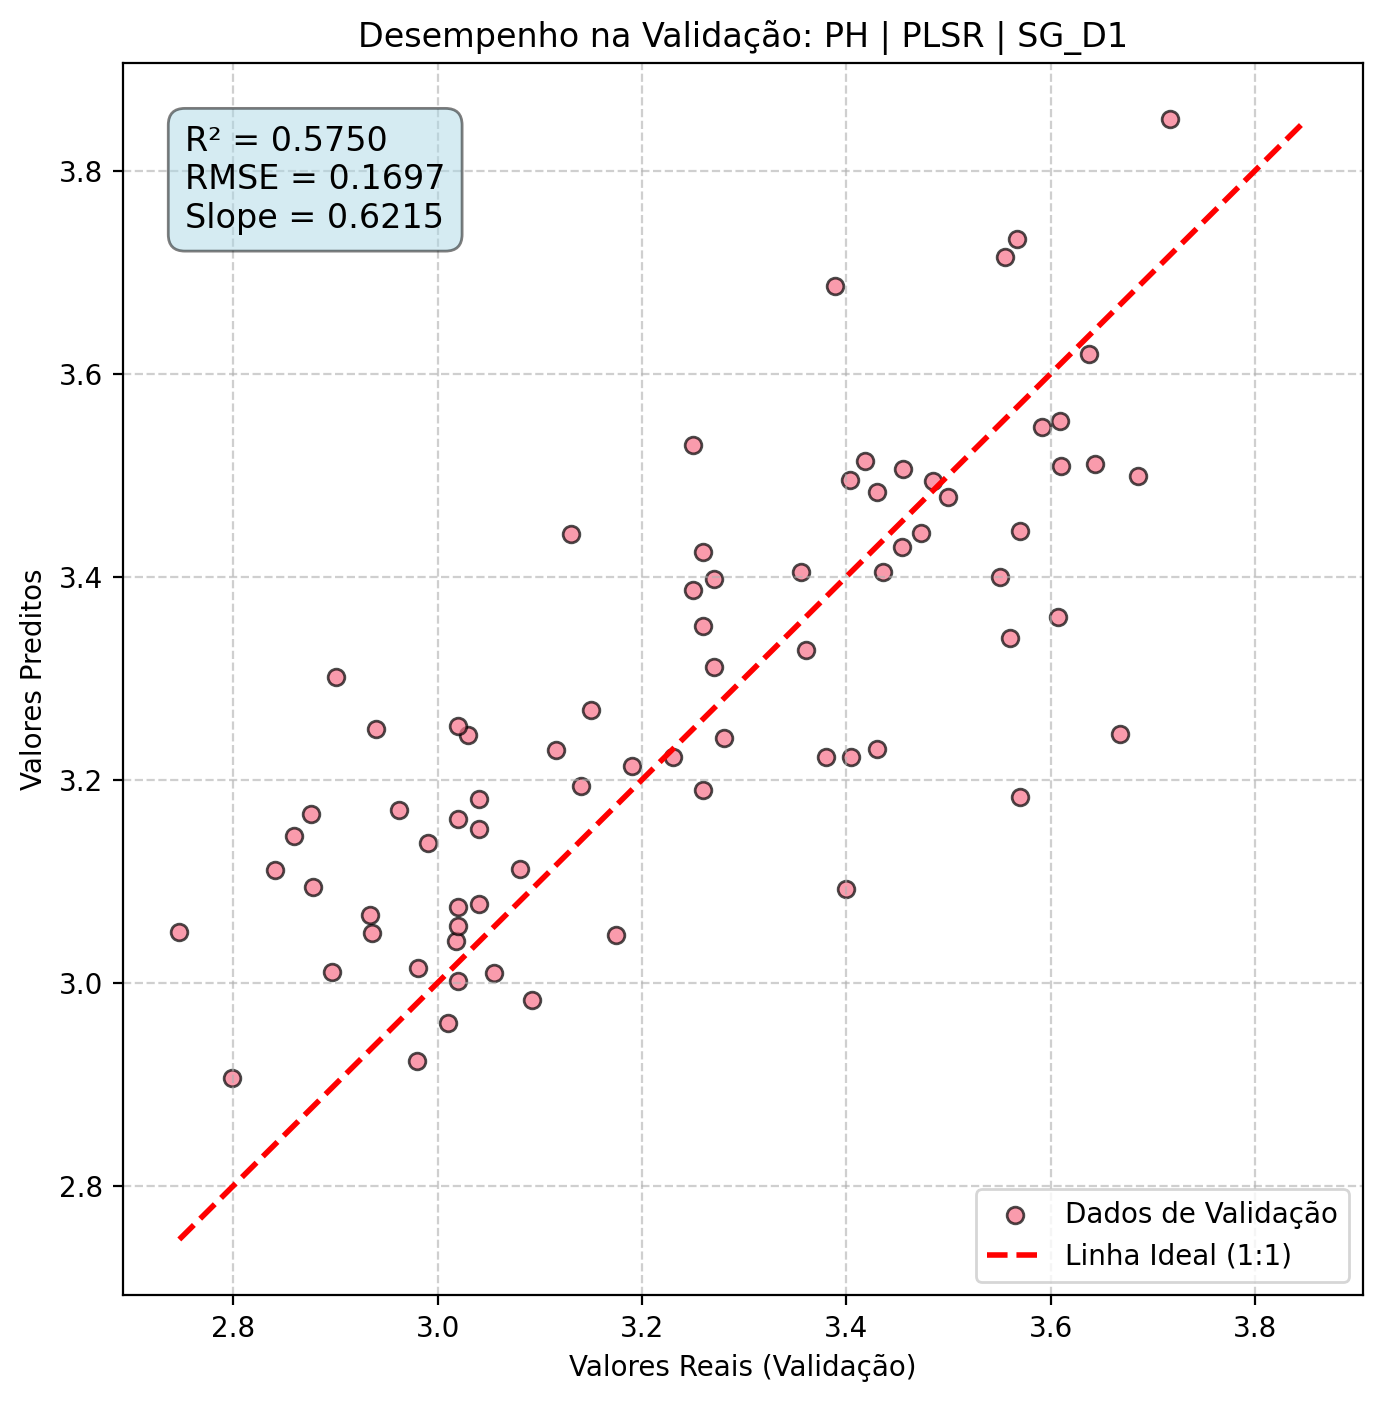 Desempenho na Validação: PH | PLSR | SG_D1
R² = 0.5750
RMSE = 0.1697
Slope = 0.6215
Valores Preditos
3.8
3.6
3.4
3.2
3.0
2.8
Dados de Validação
Linha Ideal (1:1)
2.8 3.0 3.2 3.4 3.6 3.8
Valores Reais (Validação)